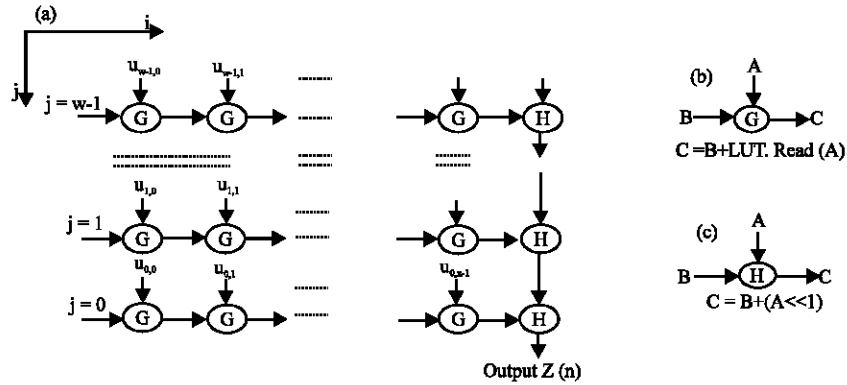 (a)
i
j
u_{w-1,0} u_{w-1,1}
j = w-1
G G G H
u_{1,0} u_{1,1}
j = 1
G G G H
u_{0,0} u_{0,1} u_{0,n-1}
j = 0
G G G H
Output Z (n)
(b)
A
B G C
C =B+LUT. Read (A)
(c)
A
B H C
C = B+(A<<1)